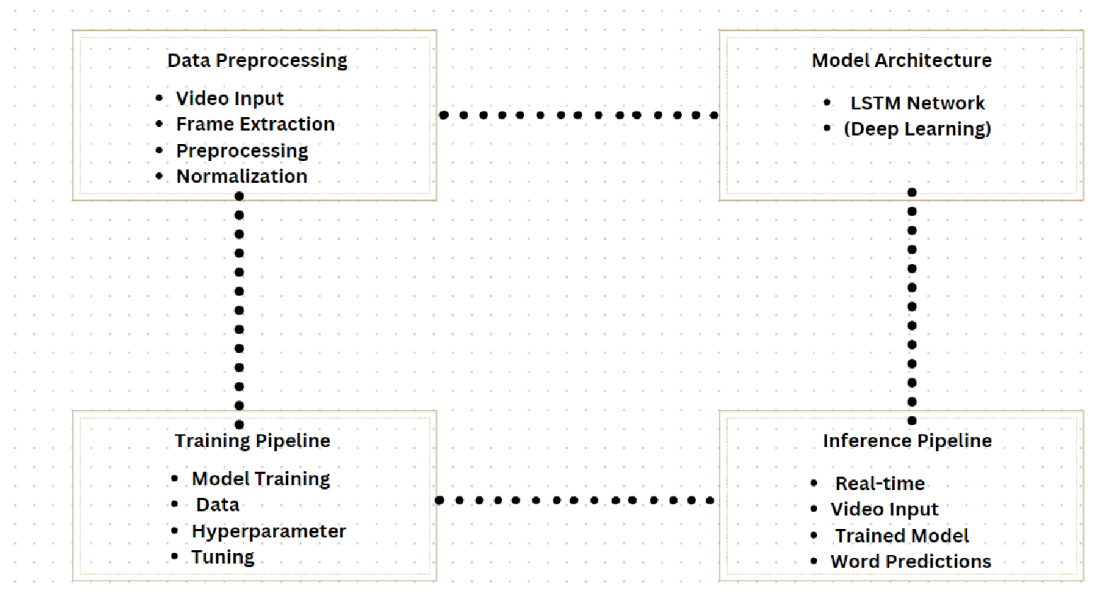 Data Preprocessing
• Video Input
• Frame Extraction
• Preprocessing
• Normalization
Model Architecture
• LSTM Network
• (Deep Learning)
Training Pipeline
• Model Training
• Data
• Hyperparameter
• Tuning
Inference Pipeline
• Real-time
• Video Input
• Trained Model
• Word Predictions